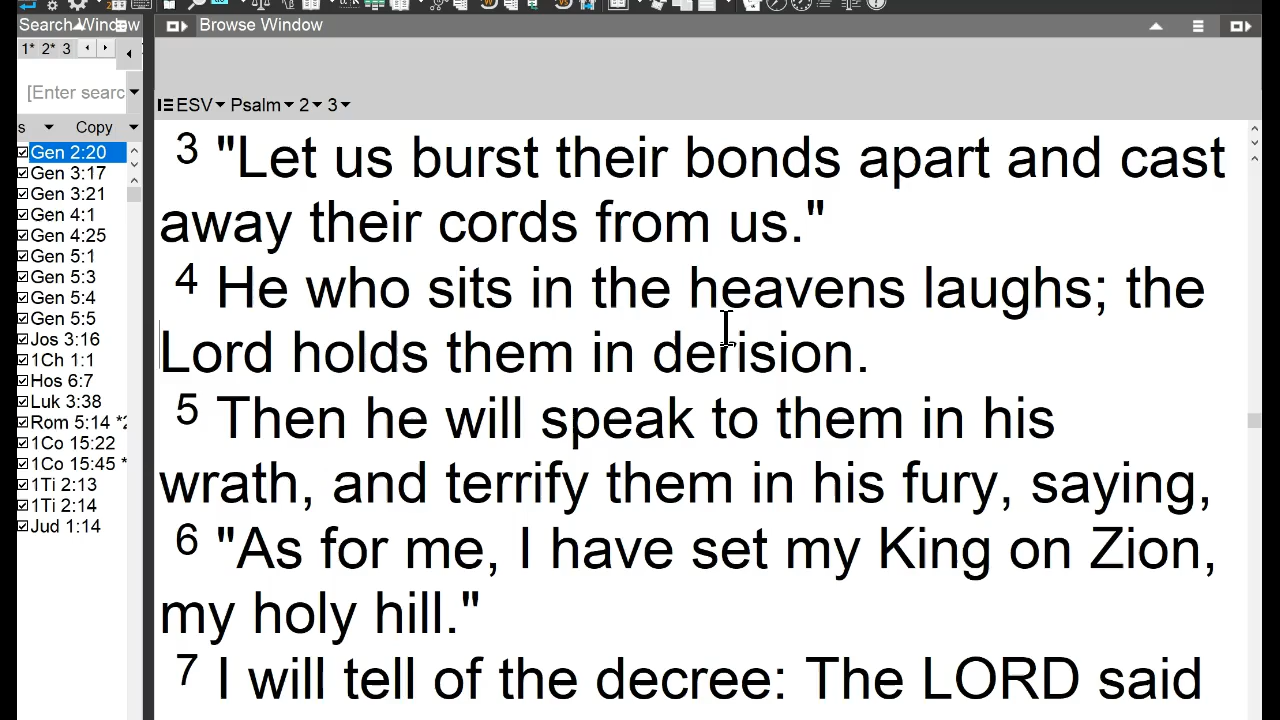 Search Window
Browse Window
1* 2* 3
[Enter searc
ESV Psalm 2 3
s Copy
Gen 2:20
Gen 3:17
Gen 3:21
Gen 4:1
Gen 4:25
Gen 5:1
Gen 5:3
Gen 5:4
Gen 5:5
Jos 3:16
1Ch 1:1
Hos 6:7
Luk 3:38
Rom 5:14 *2
1Co 15:22
1Co 15:45 *
1Ti 2:13
1Ti 2:14
Jud 1:14
3 "Let us burst their bonds apart and cast
away their cords from us."
4 He who sits in the heavens laughs; the
Lord holds them in derision.
5 Then he will speak to them in his
wrath, and terrify them in his fury, saying,
6 "As for me, I have set my King on Zion,
my holy hill."
7 I will tell of the decree: The LORD said